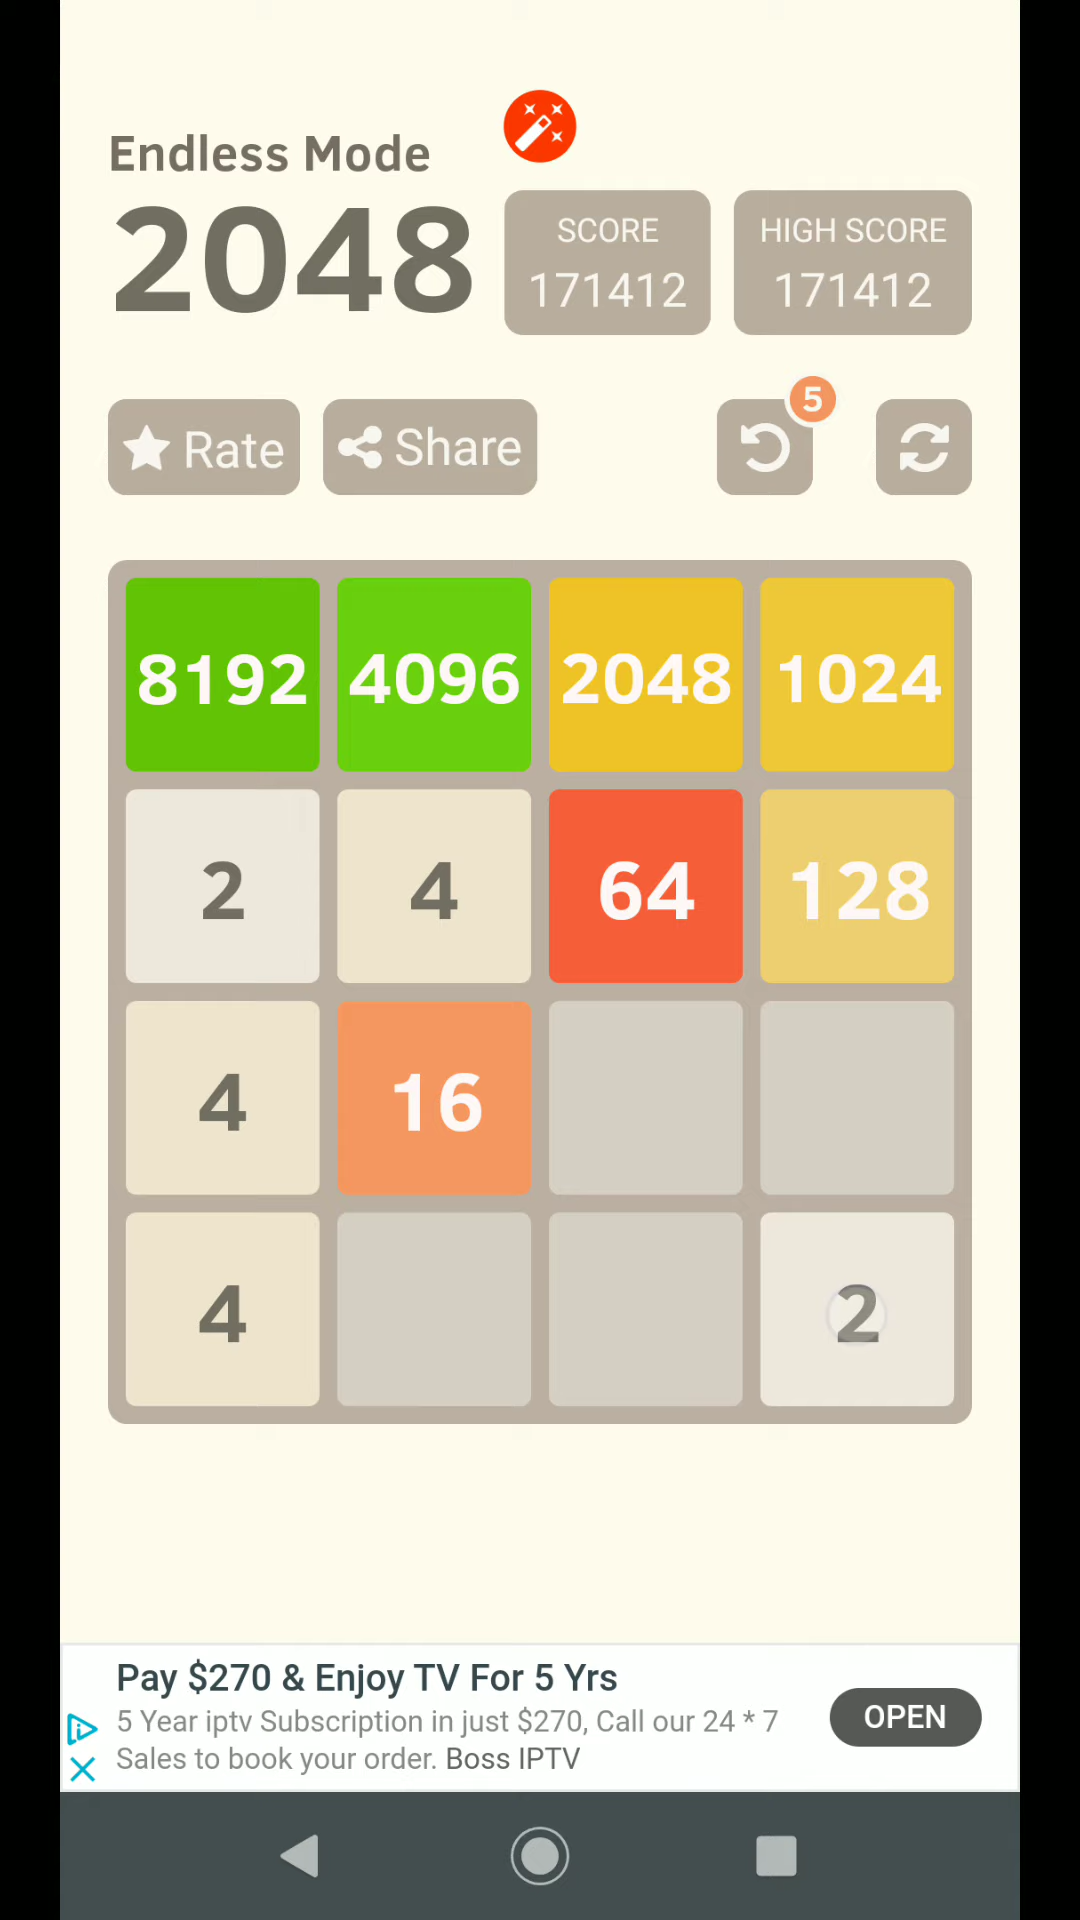 Endless Mode
2048
SCORE
171412
HIGH SCORE
171412
Rate
Share
5
8192 4096 2048 1024
2 4 64 128
4 16
4 2
Pay $270 & Enjoy TV For 5 Yrs
5 Year iptv Subscription in just $270, Call our 24 * 7
Sales to book your order. Boss IPTV
OPEN